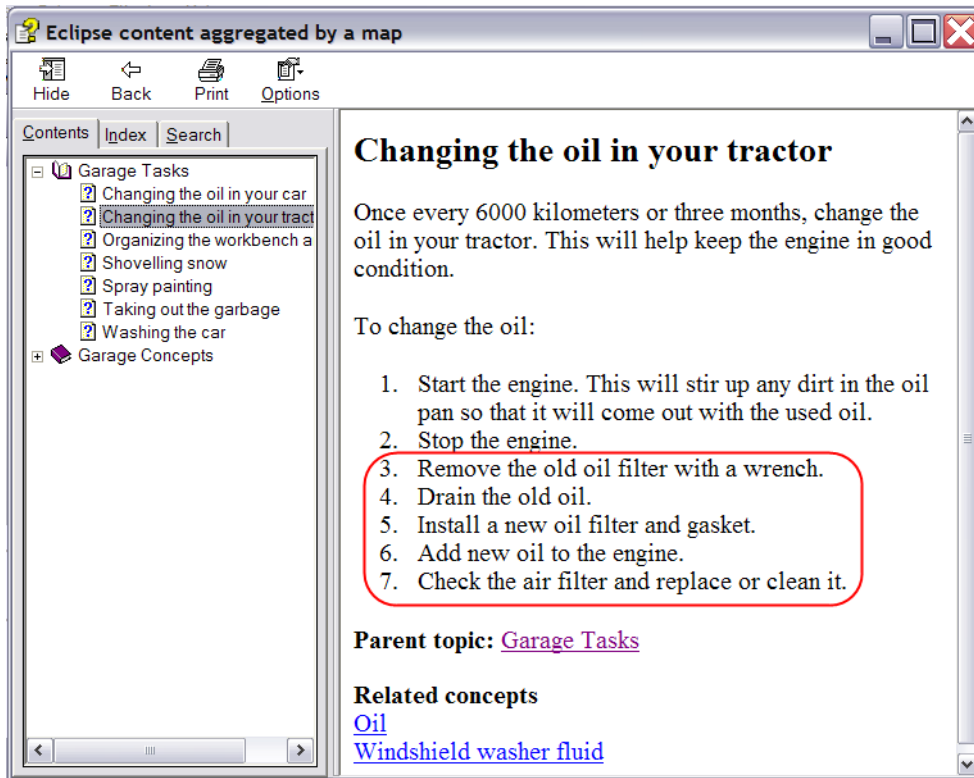 Eclipse content aggregated by a map
Hide Back Print Options
Contents Index Search
Garage Tasks
Changing the oil in your car
Changing the oil in your tract
Organizing the workbench a
Shovelling snow
Spray painting
Taking out the garbage
Washing the car
Garage Concepts
Changing the oil in your tractor
Once every 6000 kilometers or three months, change the
oil in your tractor. This will help keep the engine in good
condition.
To change the oil:
1. Start the engine. This will stir up any dirt in the oil
pan so that it will come out with the used oil.
2. Stop the engine.
3. Remove the old oil filter with a wrench.
4. Drain the old oil.
5. Install a new oil filter and gasket.
6. Add new oil to the engine.
7. Check the air filter and replace or clean it.
Parent topic: Garage Tasks
Related concepts
Oil
Windshield washer fluid